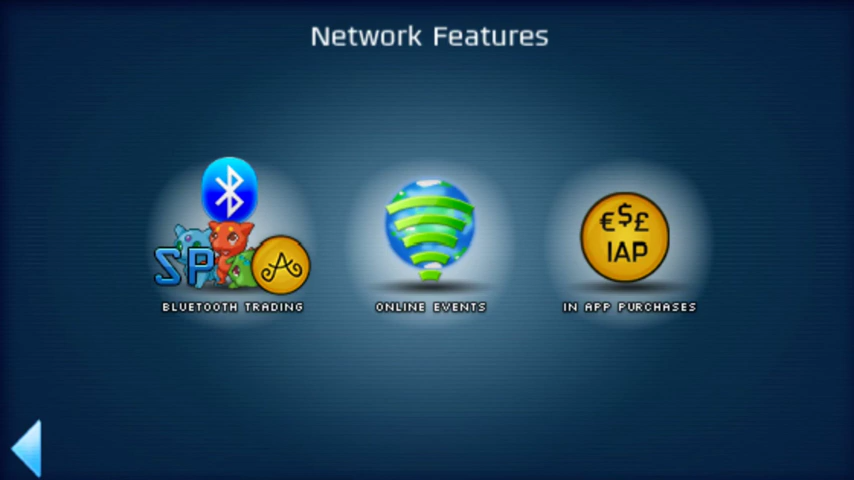 Network Features
SP
A
€$£
IAP
BLUETOOTH TRADING
ONLINE EVENTS
IN APP PURCHASES